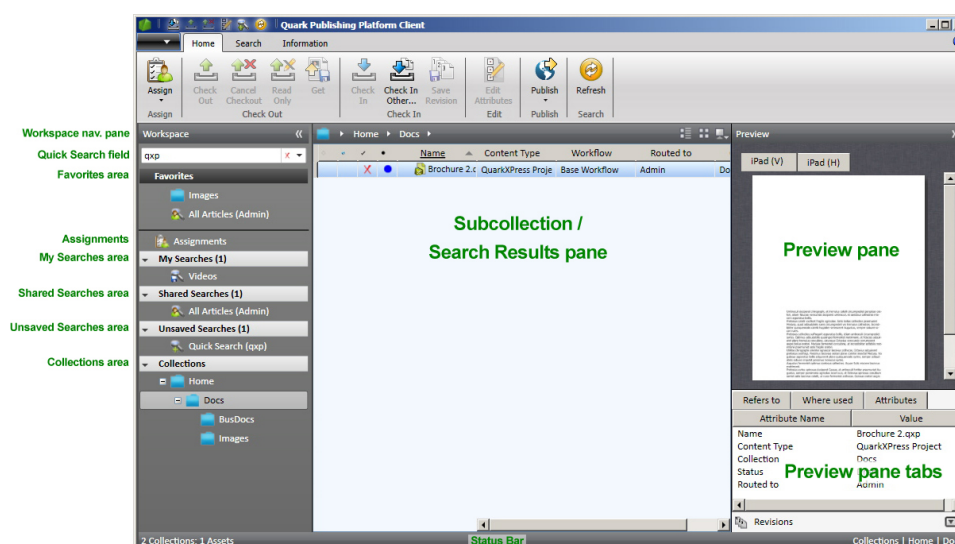 Quark Publishing Platform Client
Home Search Information
Assign
Check Out
Cancel Checkout
Read Only
Get
Check In
Check In Other...
Save Revision
Edit Attributes
Publish
Refresh
Assign Check Out Check In Edit Publish Search
Workspace nav. pane
Workspace
Home Docs
Preview
Quick Search field
qxp
Name Content Type Workflow Routed to
iPad (V) iPad (H)
Favorites area
Favorites
Brochure 2.c QuarkXPress Proje Base Workflow Admin Do
Images
All Articles (Admin)
Subcollection /
Search Results pane
Preview pane
Assignments
Assignments
My Searches area
My Searches (1)
Videos
Shared Searches area
Shared Searches (1)
All Articles (Admin)
Unsaved Searches area
Unsaved Searches (1)
Quick Search (qxp)
Collections area
Collections
Home
Docs
BusDocs
Images
Refers to Where used Attributes
Attribute Name Value
Name Brochure 2.qxp
Content Type QuarkXPress Project
Collection Docs
Status
Preview pane tabs
Routed to Admin
Revisions
2 Collections: 1 Assets
Status Bar
Collections | Home | Do